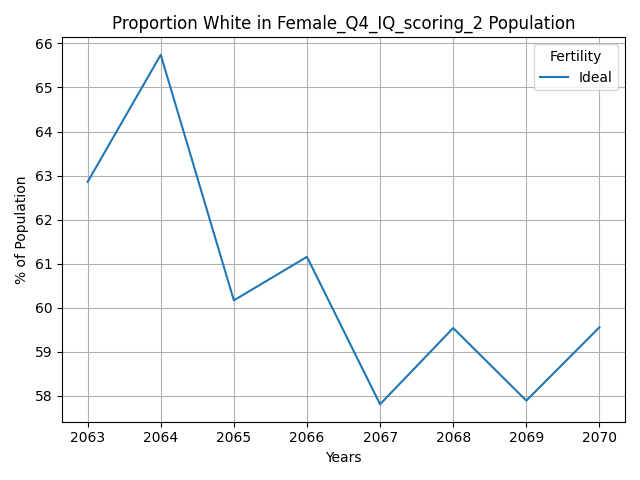 Proportion White in Female_Q4_IQ_scoring_2 Population
Fertility
Ideal
% of Population
66
65
64
63
62
61
60
59
58
2063 2064 2065 2066 2067 2068 2069 2070
Years